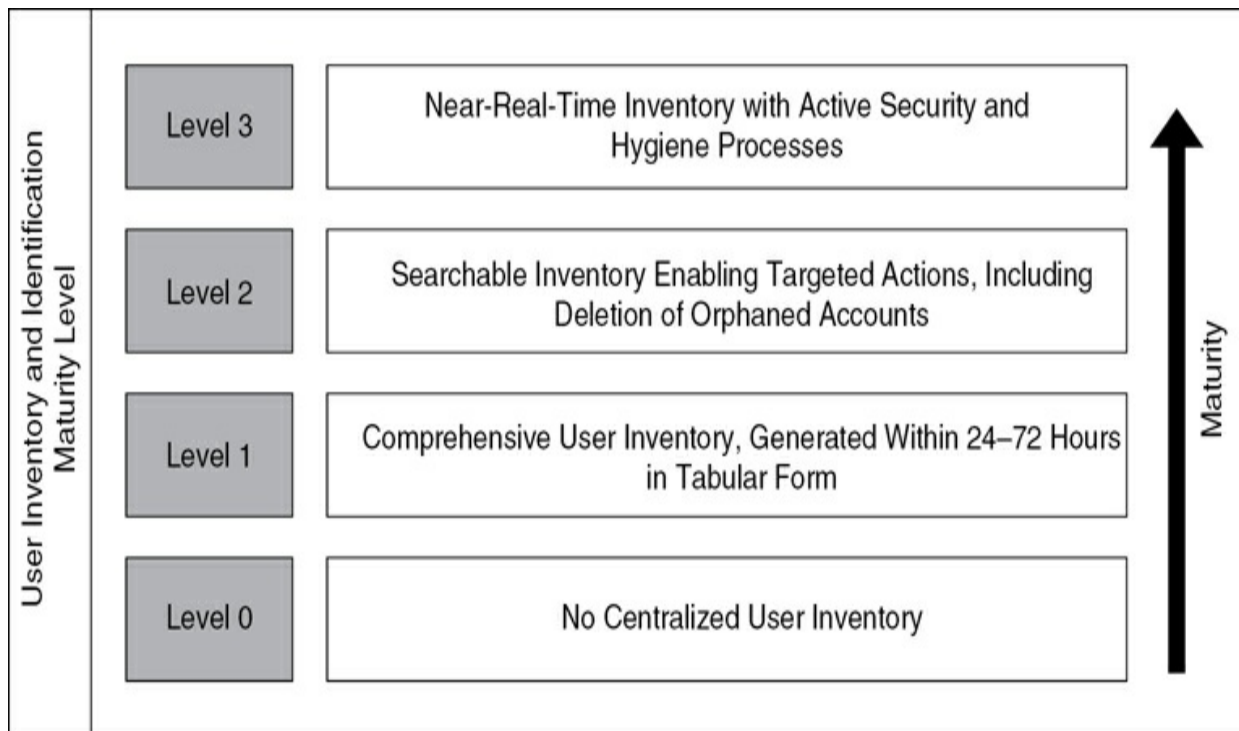 User Inventory and Identification
Maturity Level
Level 3
Near-Real-Time Inventory with Active Security and
Hygiene Processes
Level 2
Searchable Inventory Enabling Targeted Actions, Including
Deletion of Orphaned Accounts
Level 1
Comprehensive User Inventory, Generated Within 24–72 Hours
in Tabular Form
Level 0
No Centralized User Inventory
Maturity